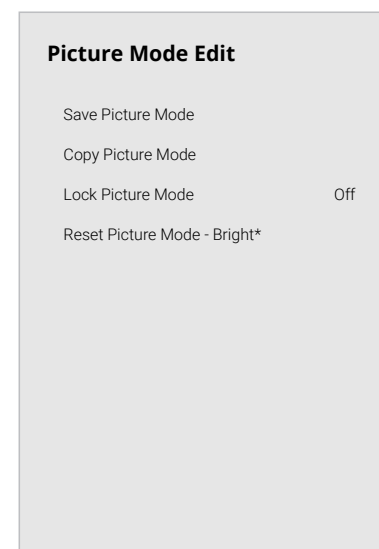 Picture Mode Edit
Save Picture Mode
Copy Picture Mode
Lock Picture Mode Off
Reset Picture Mode - Bright*